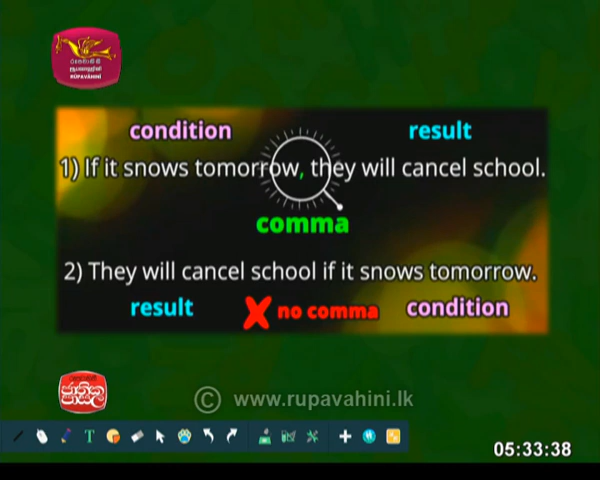 RUPAVAHINI
condition result
1) If it snows tomorrow, they will cancel school.
comma
2) They will cancel school if it snows tomorrow.
result X no comma condition
ජාතික
පාසල
© www.rupavahini.lk
T
05:33:38